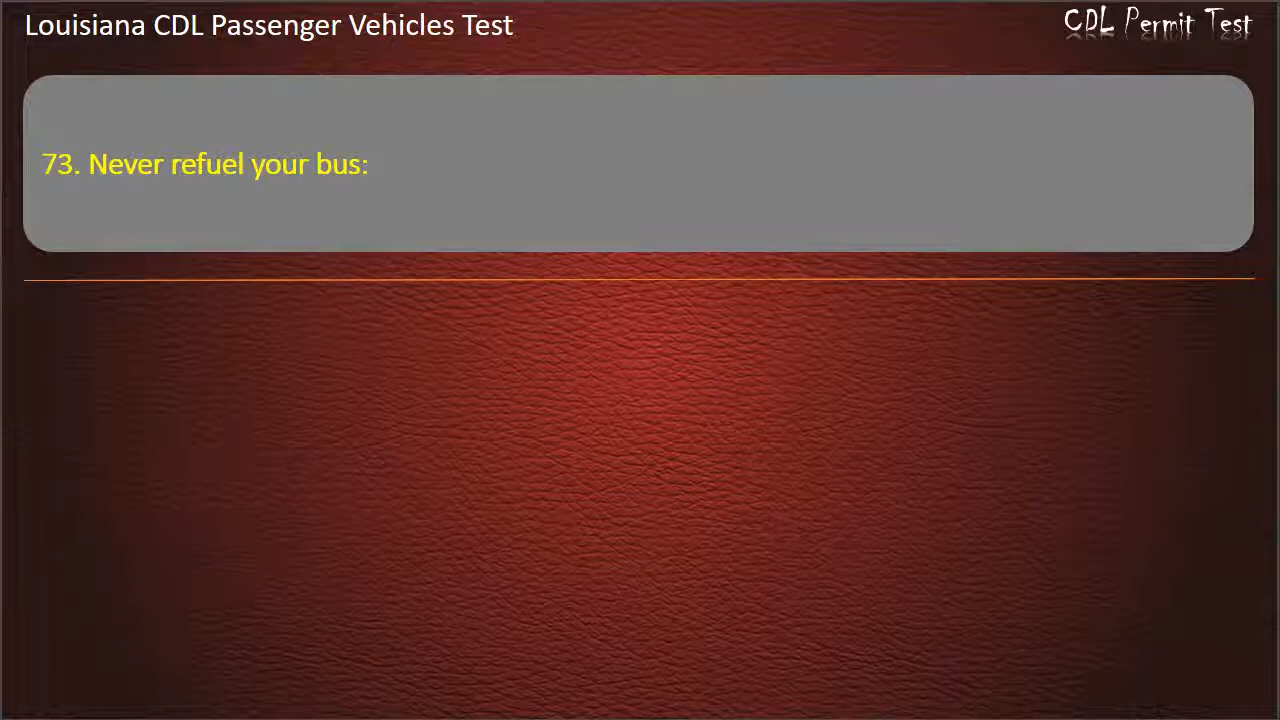 Louisiana CDL Passenger Vehicles Test
CDL Permit Test
73. Never refuel your bus: